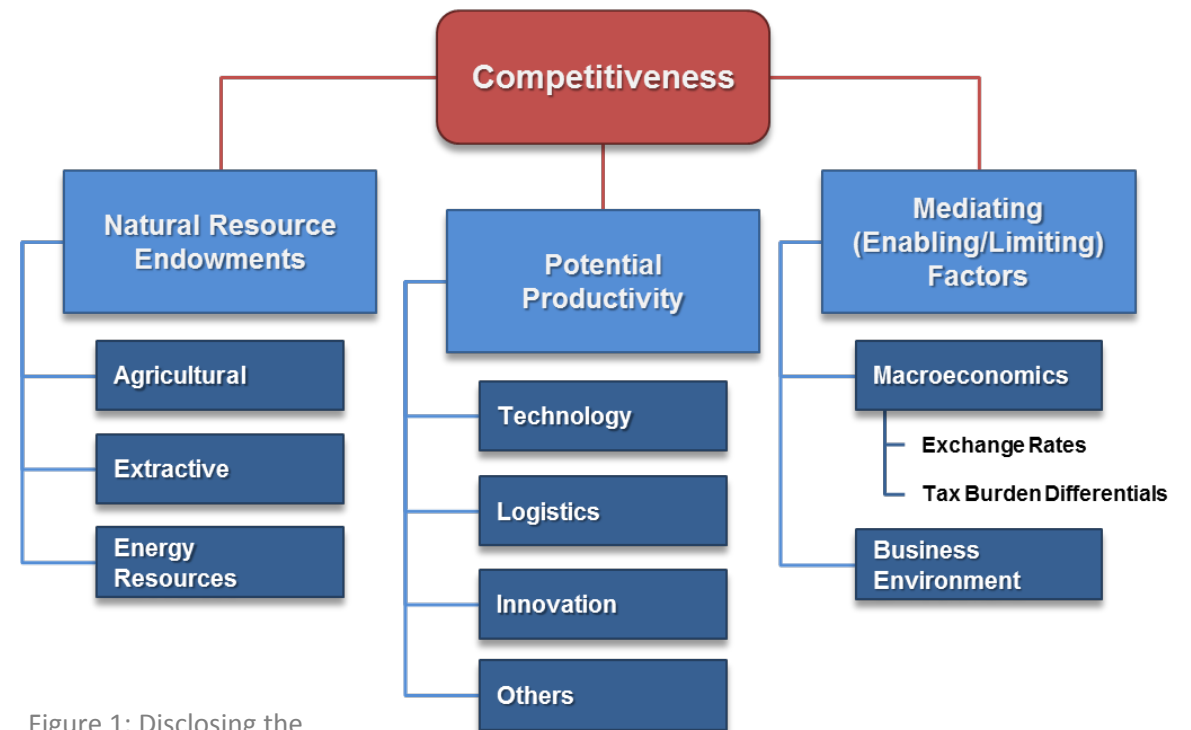 Competitiveness
Natural Resource
Endowments
Agricultural
Extractive
Energy
Resources
Potential
Productivity
Technology
Logistics
Innovation
Others
Mediating
(Enabling/Limiting)
Factors
Macroeconomics
Exchange Rates
Tax Burden Differentials
Business
Environment
Figure 1: Disclosing the